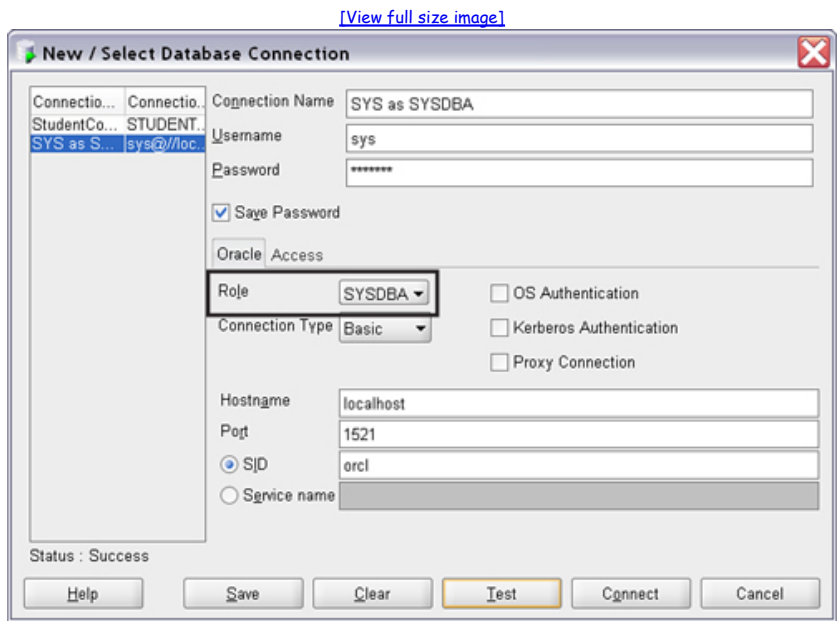 [View full size image]
New / Select Database Connection
Connectio... Connectio..
StudentCo... STUDENT..
SYS as S... sys@//loc..
Connection Name SYS as SYSDBA
Username sys
Password *******
Save Password
Oracle Access
Role SYSDBA
Connection Type Basic
OS Authentication
Kerberos Authentication
Proxy Connection
Hostname localhost
Port 1521
SID orcl
Service name
Status : Success
Help Save Clear Test Connect Cancel